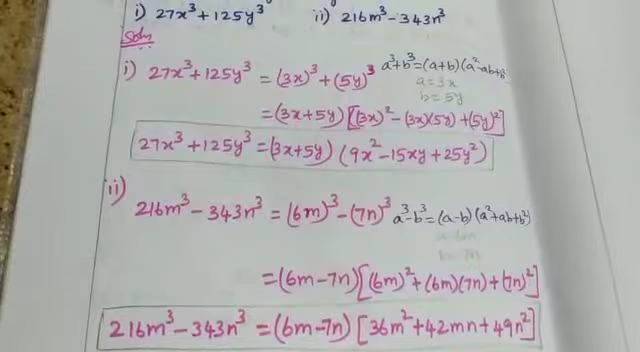 i) 27x³+125y³ ii) 216m³-343n³
Soln
i) 27x³+125y³ = (3x)³+(5y)³ a³+b³=(a+b)(a²-ab+b²
a=3x
b=5y
=(3x+5y)[(3x)²-(3x)(5y)+(5y)²]
27x³+125y³=(3x+5y) (9x²-15xy+25y²)
ii)
216m³-343n³ = (6m)³-(7n)³ a³-b³=(a-b)(a²+ab+b²)
a=6m
b=7n
=(6m-7n)[(6m)²+(6m)(7n)+(7n)²]
216m³-343n³ =(6m-7n) [36m²+42mn+49n²]